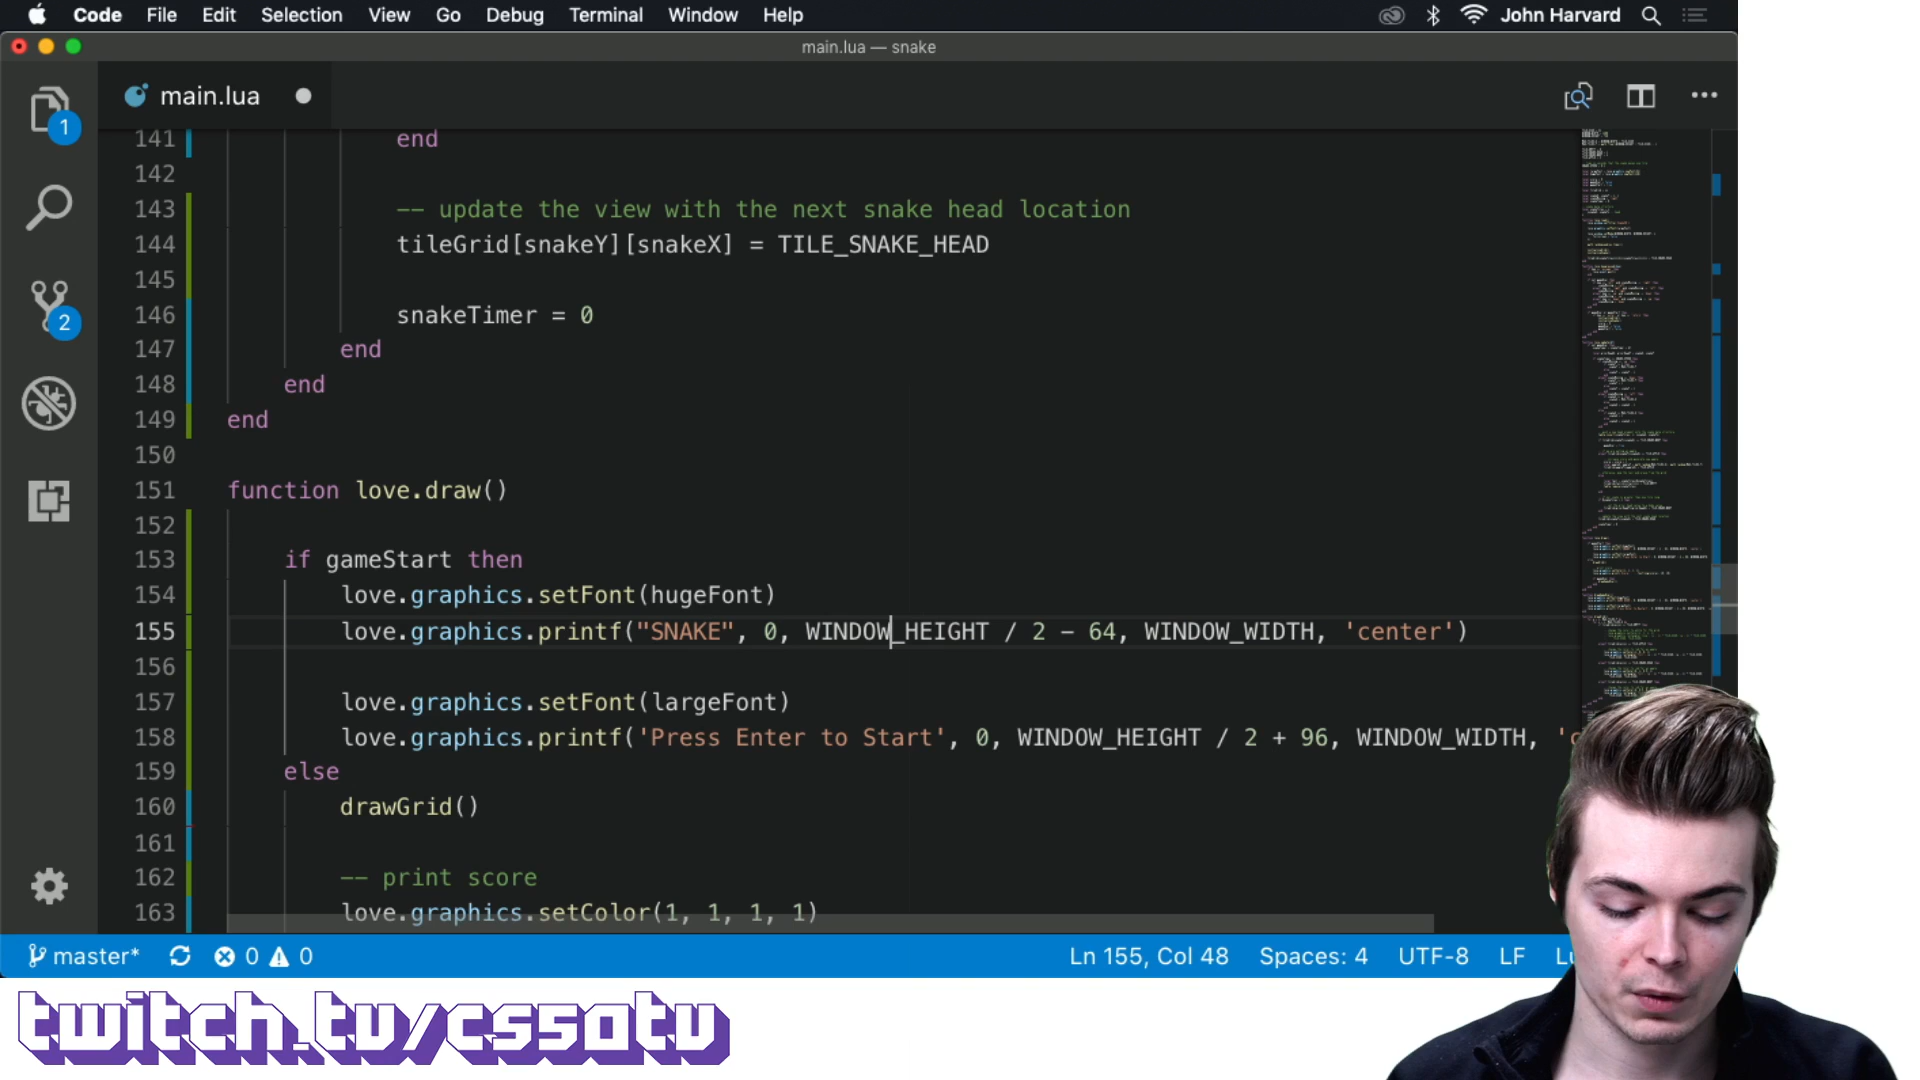 Code File Edit Selection View Go Debug Terminal Window Help John Harvard
main.lua — snake
main.lua
1
2
141 end
142
143 -- update the view with the next snake head location
144 tileGrid[snakeY][snakeX] = TILE_SNAKE_HEAD
145
146 snakeTimer = 0
147 end
148 end
149 end
150
151 function love.draw()
152
153 if gameStart then
154 love.graphics.setFont(hugeFont)
155 love.graphics.printf("SNAKE", 0, WINDOW_HEIGHT / 2 - 64, WINDOW_WIDTH, 'center')
156
157 love.graphics.setFont(largeFont)
158 love.graphics.printf('Press Enter to Start', 0, WINDOW_HEIGHT / 2 + 96, WINDOW_WIDTH,
159 else
160 drawGrid()
161
162 -- print score
163 love.graphics.setColor(1, 1, 1, 1)
master* 0 0 Ln 155, Col 48 Spaces: 4 UTF-8 LF
twitch.tv/cs50tv